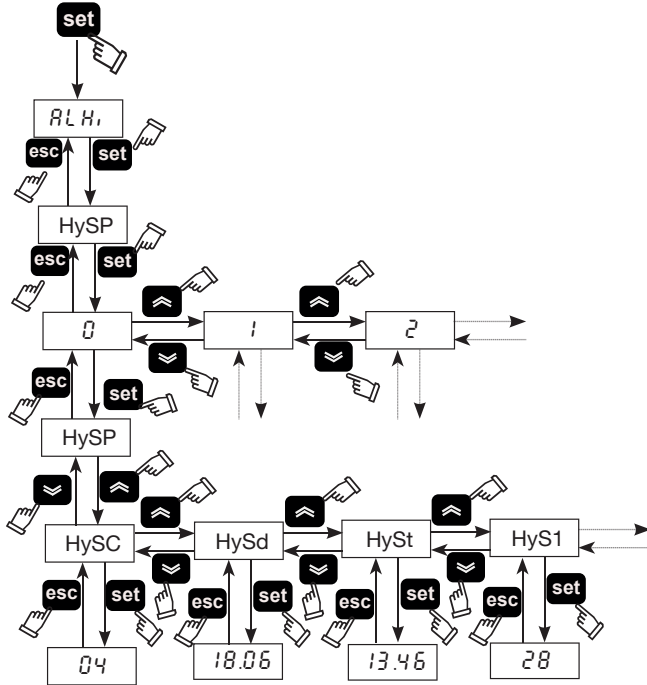 set
ALHi
esc set
HySP
esc set
0 1 2
esc set
HySP
HySC HySd HySt HyS1
esc set esc set esc set esc set
04 18.06 13.46 28